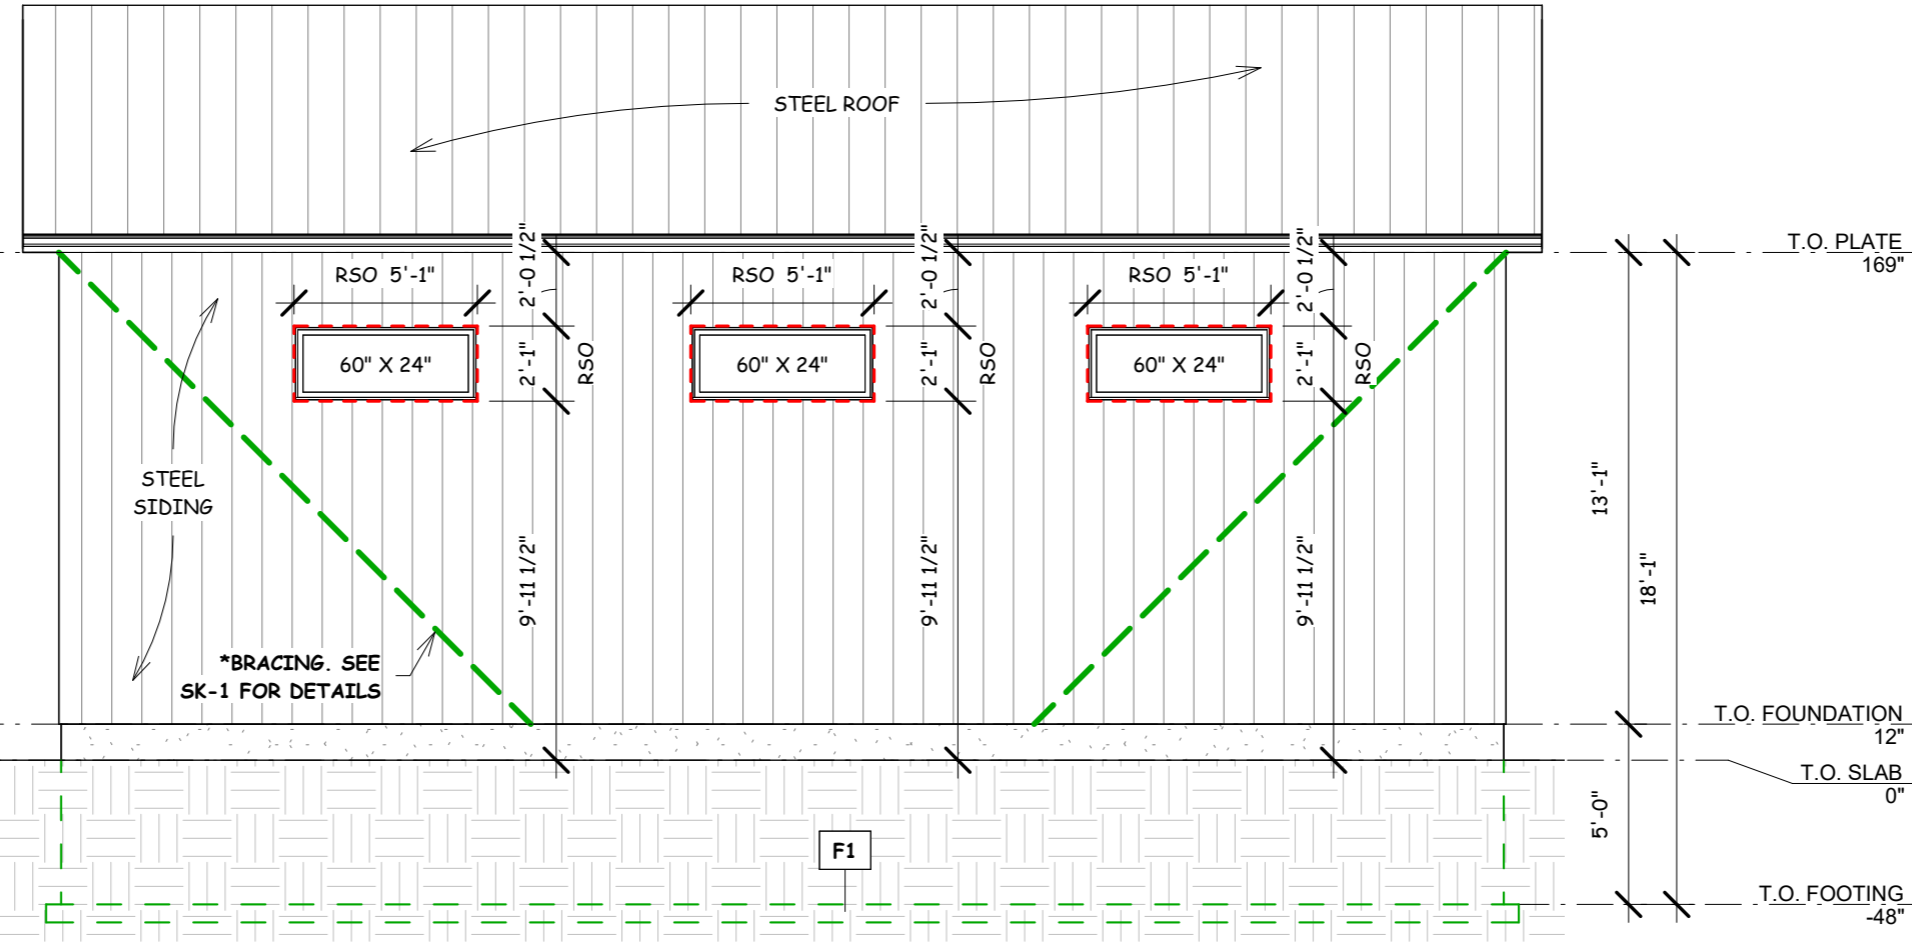 STEEL ROOF
T.O. PLATE
169"
RSO 5'-1"
2'-0 1/2"
RSO 5'-1"
2'-0 1/2"
RSO 5'-1"
2'-0 1/2"
60" X 24"
2'-1"
RSO
60" X 24"
2'-1"
RSO
60" X 24"
2'-1"
RSO
STEEL
SIDING
13'-1"
9'-11 1/2"
9'-11 1/2"
9'-11 1/2"
18'-1"
*BRACING. SEE
SK-1 FOR DETAILS
T.O. FOUNDATION
12"
T.O. SLAB
0"
5'-0"
F1
T.O. FOOTING
-48"